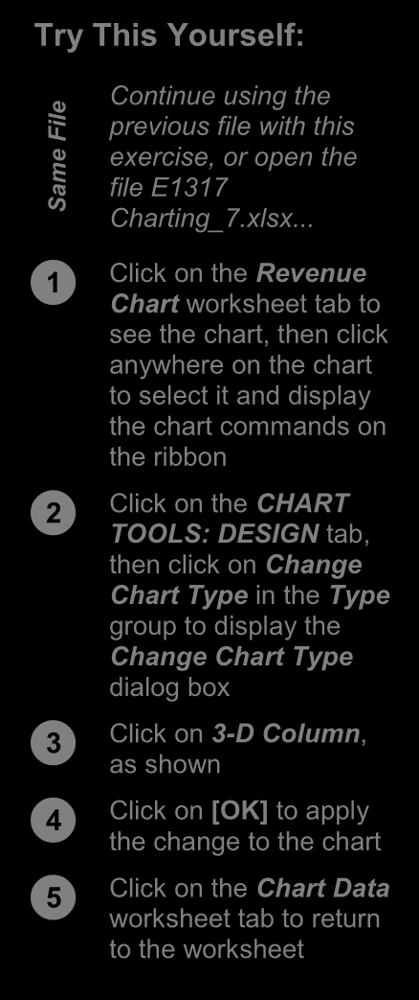 Try This Yourself:
Same File
Continue using the
previous file with this
exercise, or open the
file E1317
Charting_7.xlsx...
1
Click on the Revenue
Chart worksheet tab to
see the chart, then click
anywhere on the chart
to select it and display
the chart commands on
the ribbon
2
Click on the CHART
TOOLS: DESIGN tab,
then click on Change
Chart Type in the Type
group to display the
Change Chart Type
dialog box
3
Click on 3-D Column,
as shown
4
Click on [OK] to apply
the change to the chart
5
Click on the Chart Data
worksheet tab to return
to the worksheet